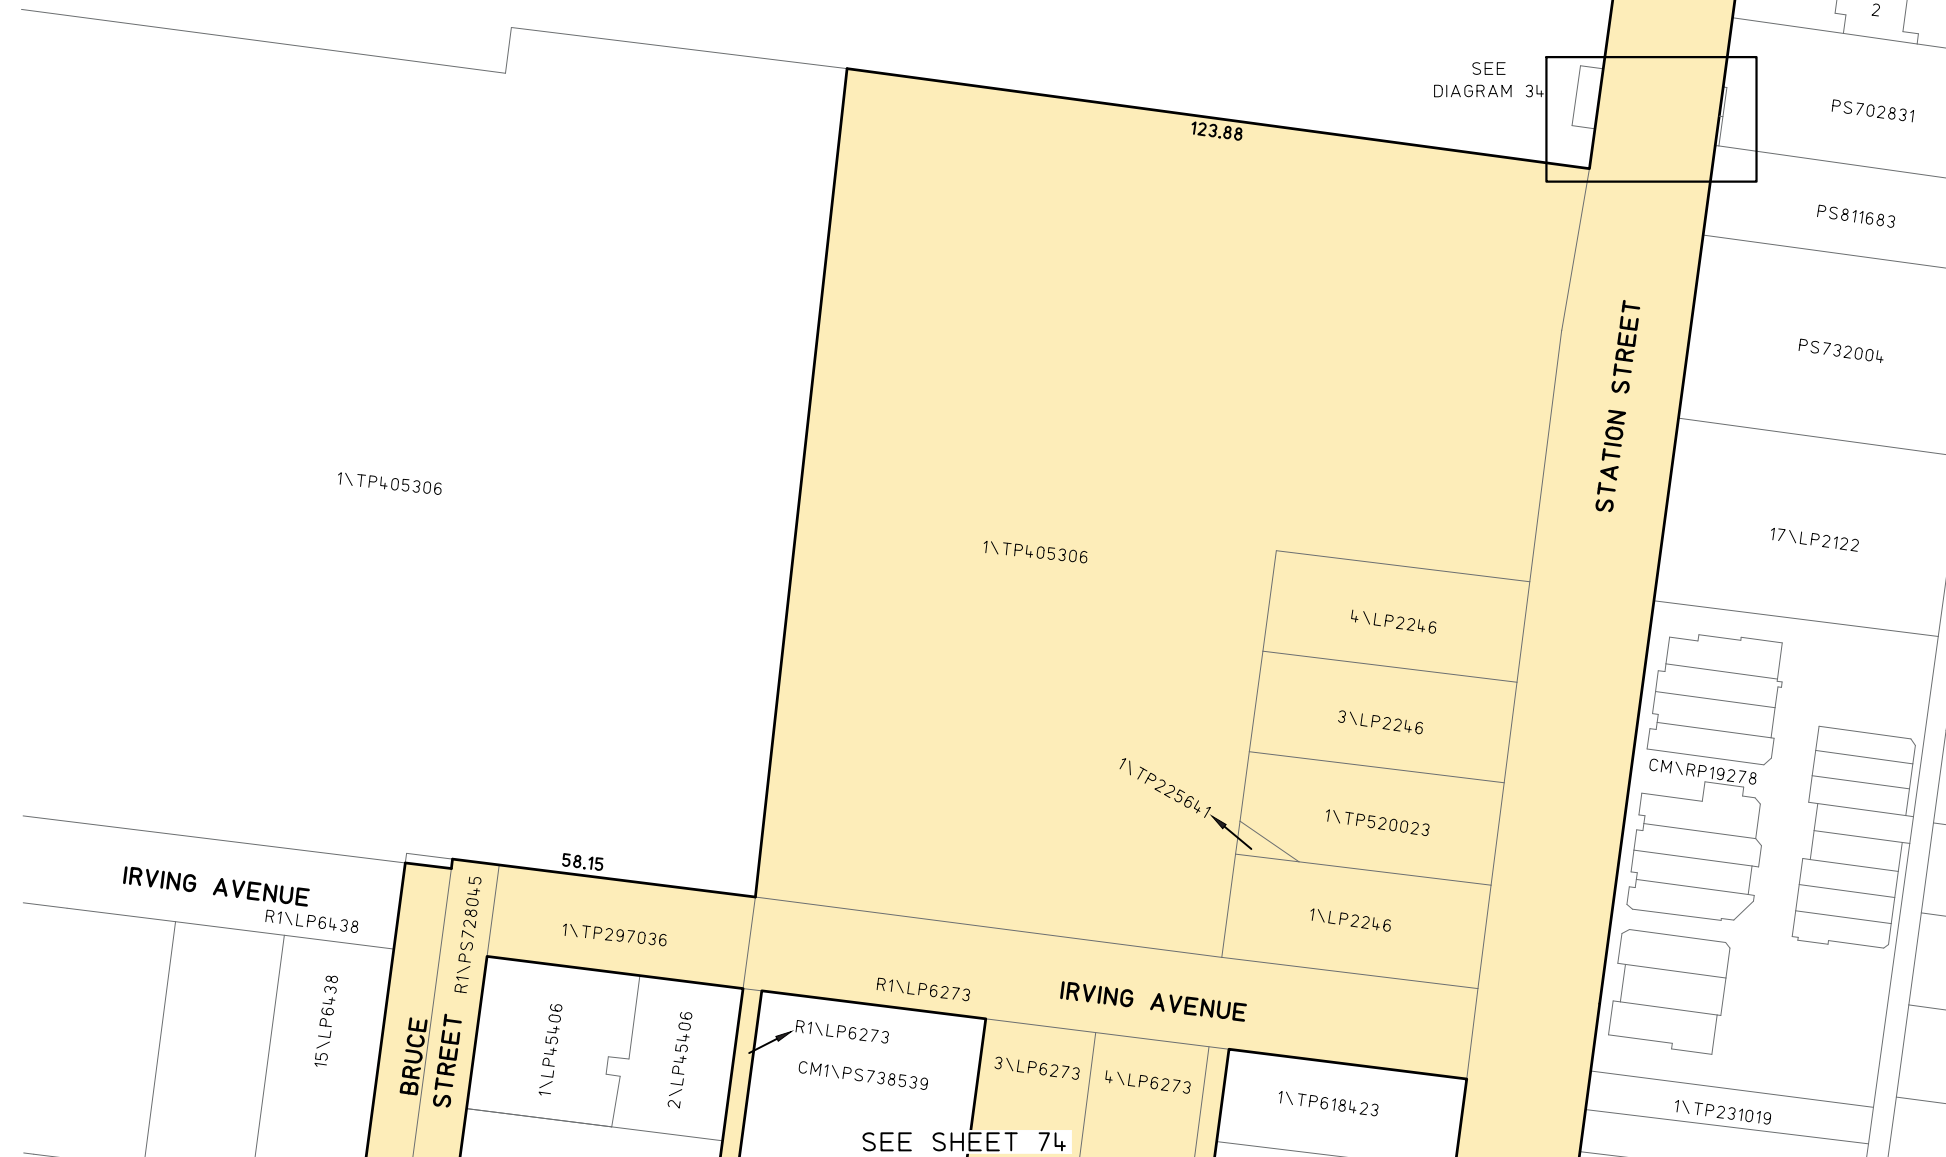 2
SEE
DIAGRAM 34
PS702831
123.88
PS811683
STATION STREET
PS732004
1\TP405306
17\LP2122
1\TP405306
4\LP2246
3\LP2246
CM\RP19278
1\TP225641
1\TP520023
58.15
IRVING AVENUE
R1\LP6438
R1\PS728045
1\TP297036
1\LP2246
R1\LP6273
IRVING AVENUE
15\LP6438
BRUCE
STREET
1\LP45406
2\LP45406
R1\LP6273
CM1\PS738539
3\LP6273
4\LP6273
1\TP618423
1\TP231019
SEE SHEET 74